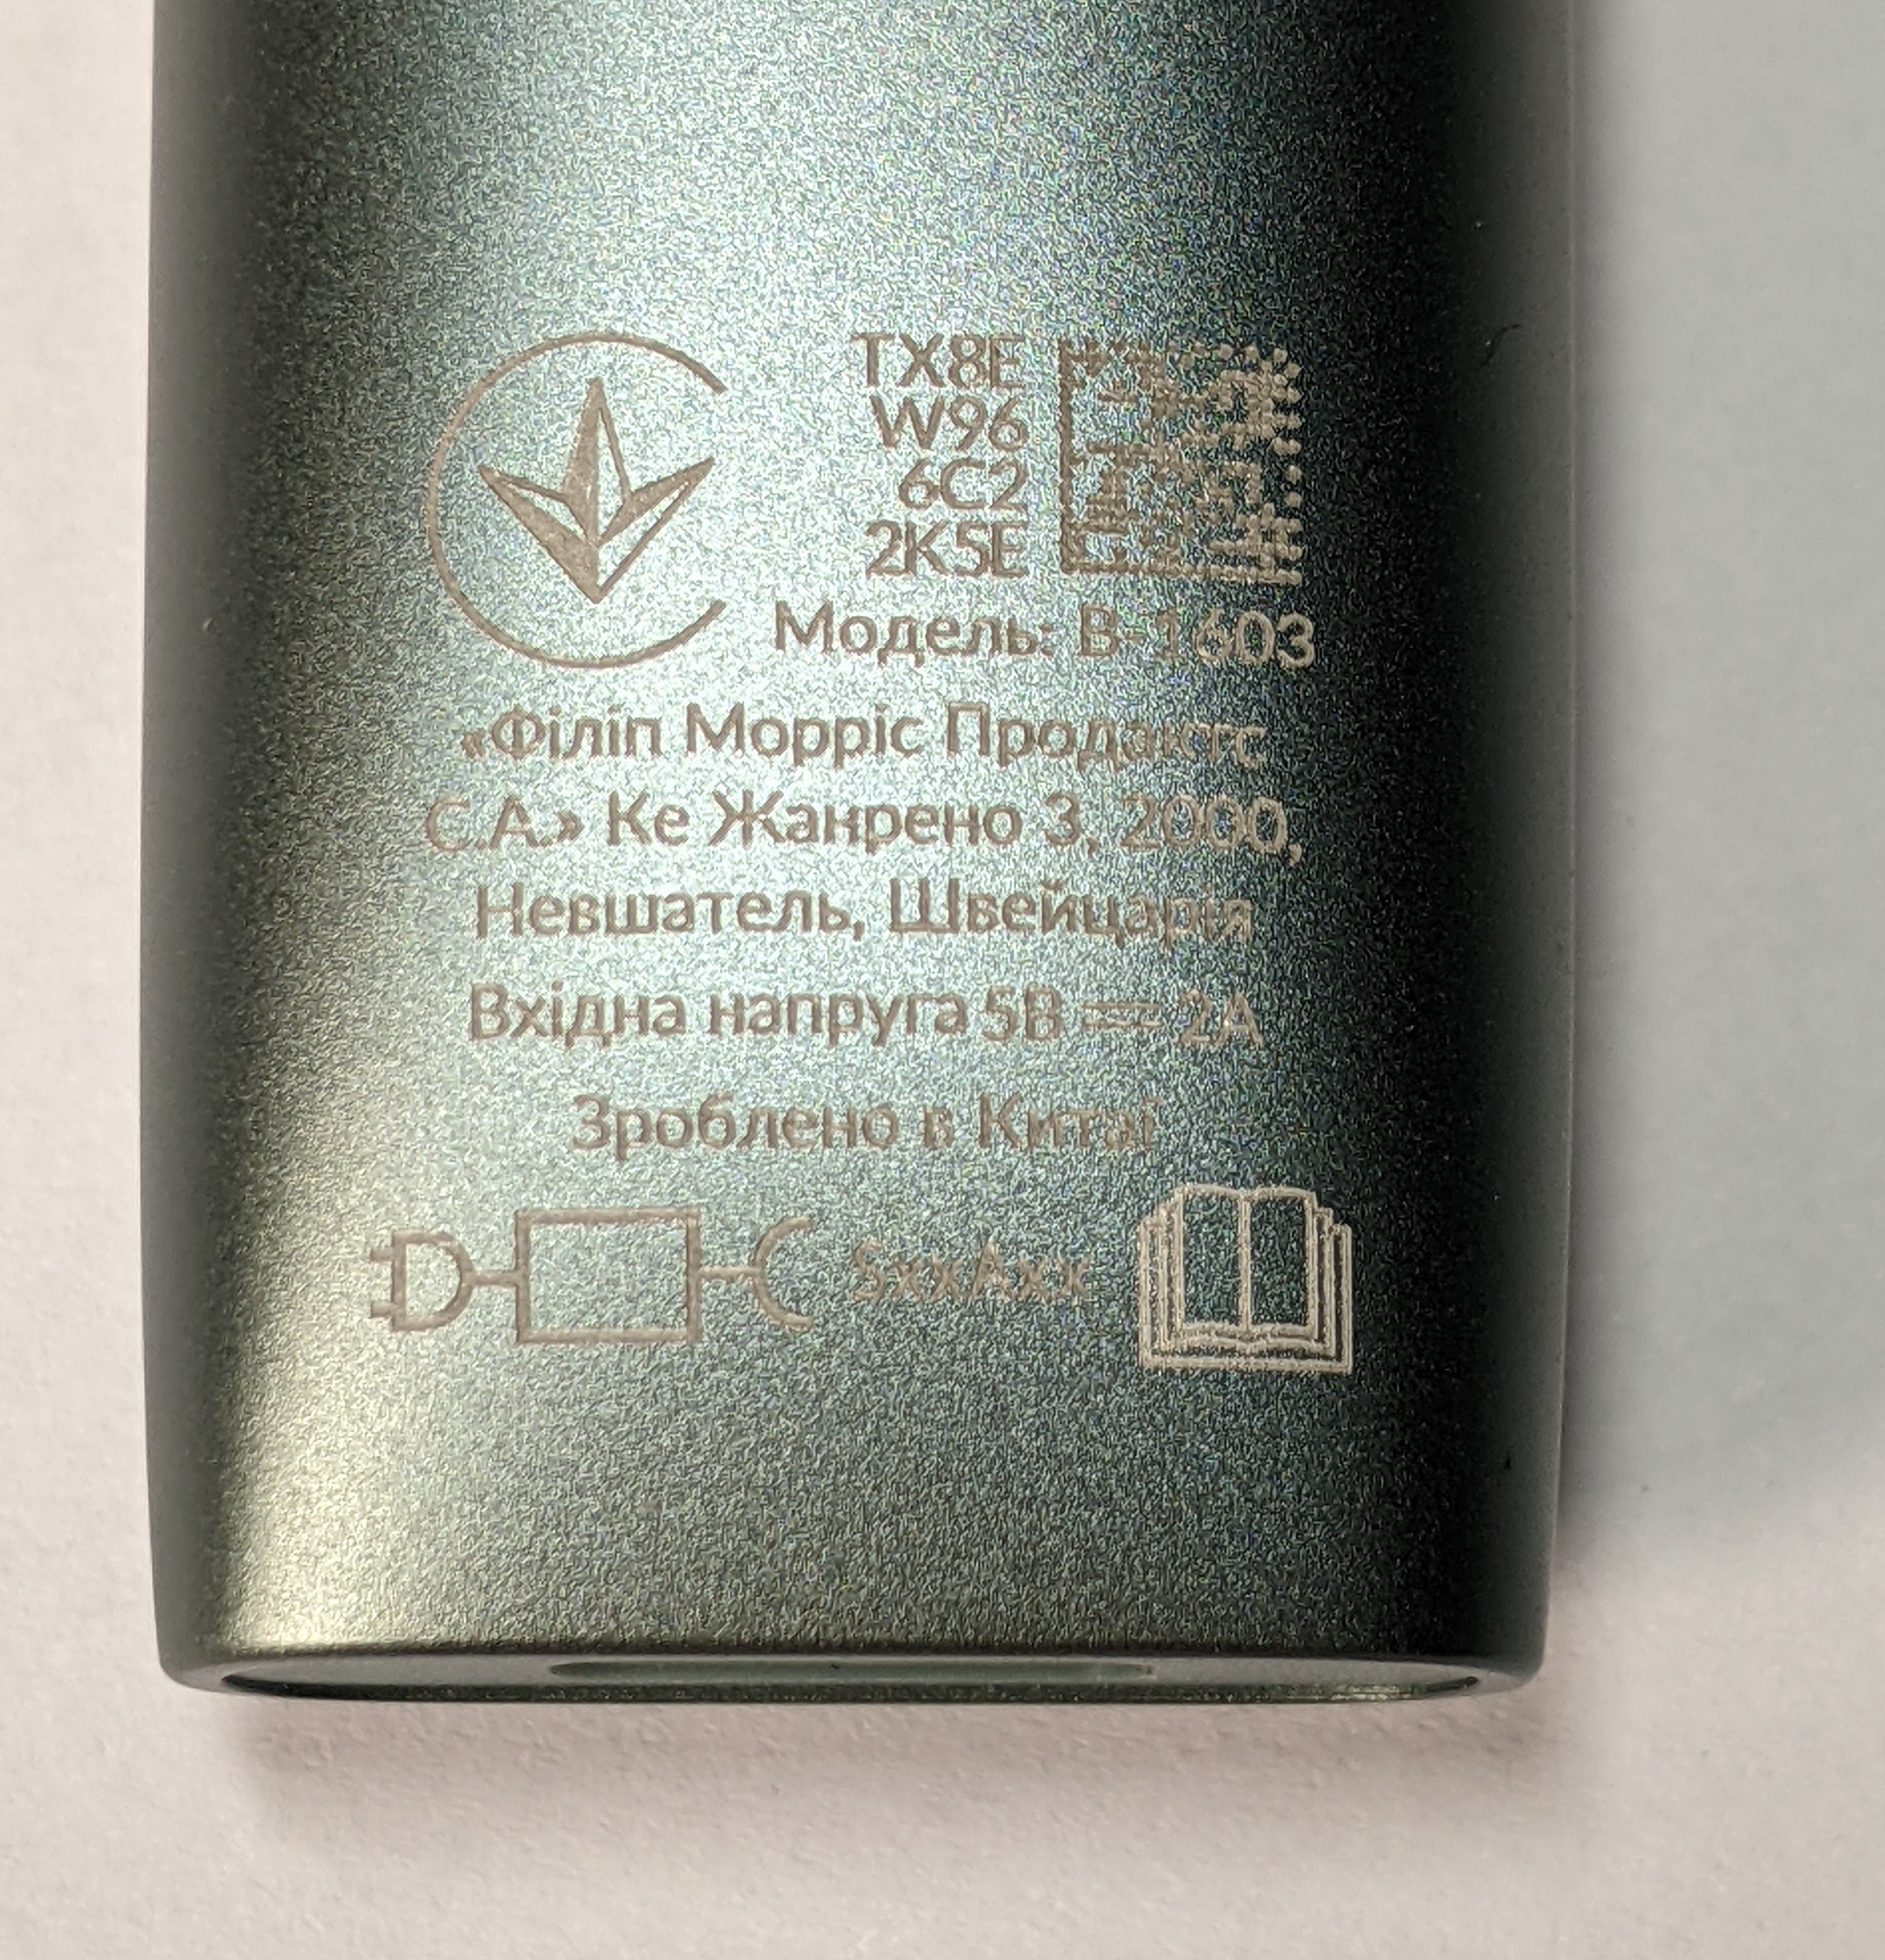 TX8E
W96
6C2
2K5E
Модель: В-1603
«Філіп Морріс Продактс
С.А.» Ке Жанрено 3, 2000,
Невшатель, Швейцарія
Вхідна напруга 5В ⎓ 2А
Зроблено в Китаї
SxxAxx